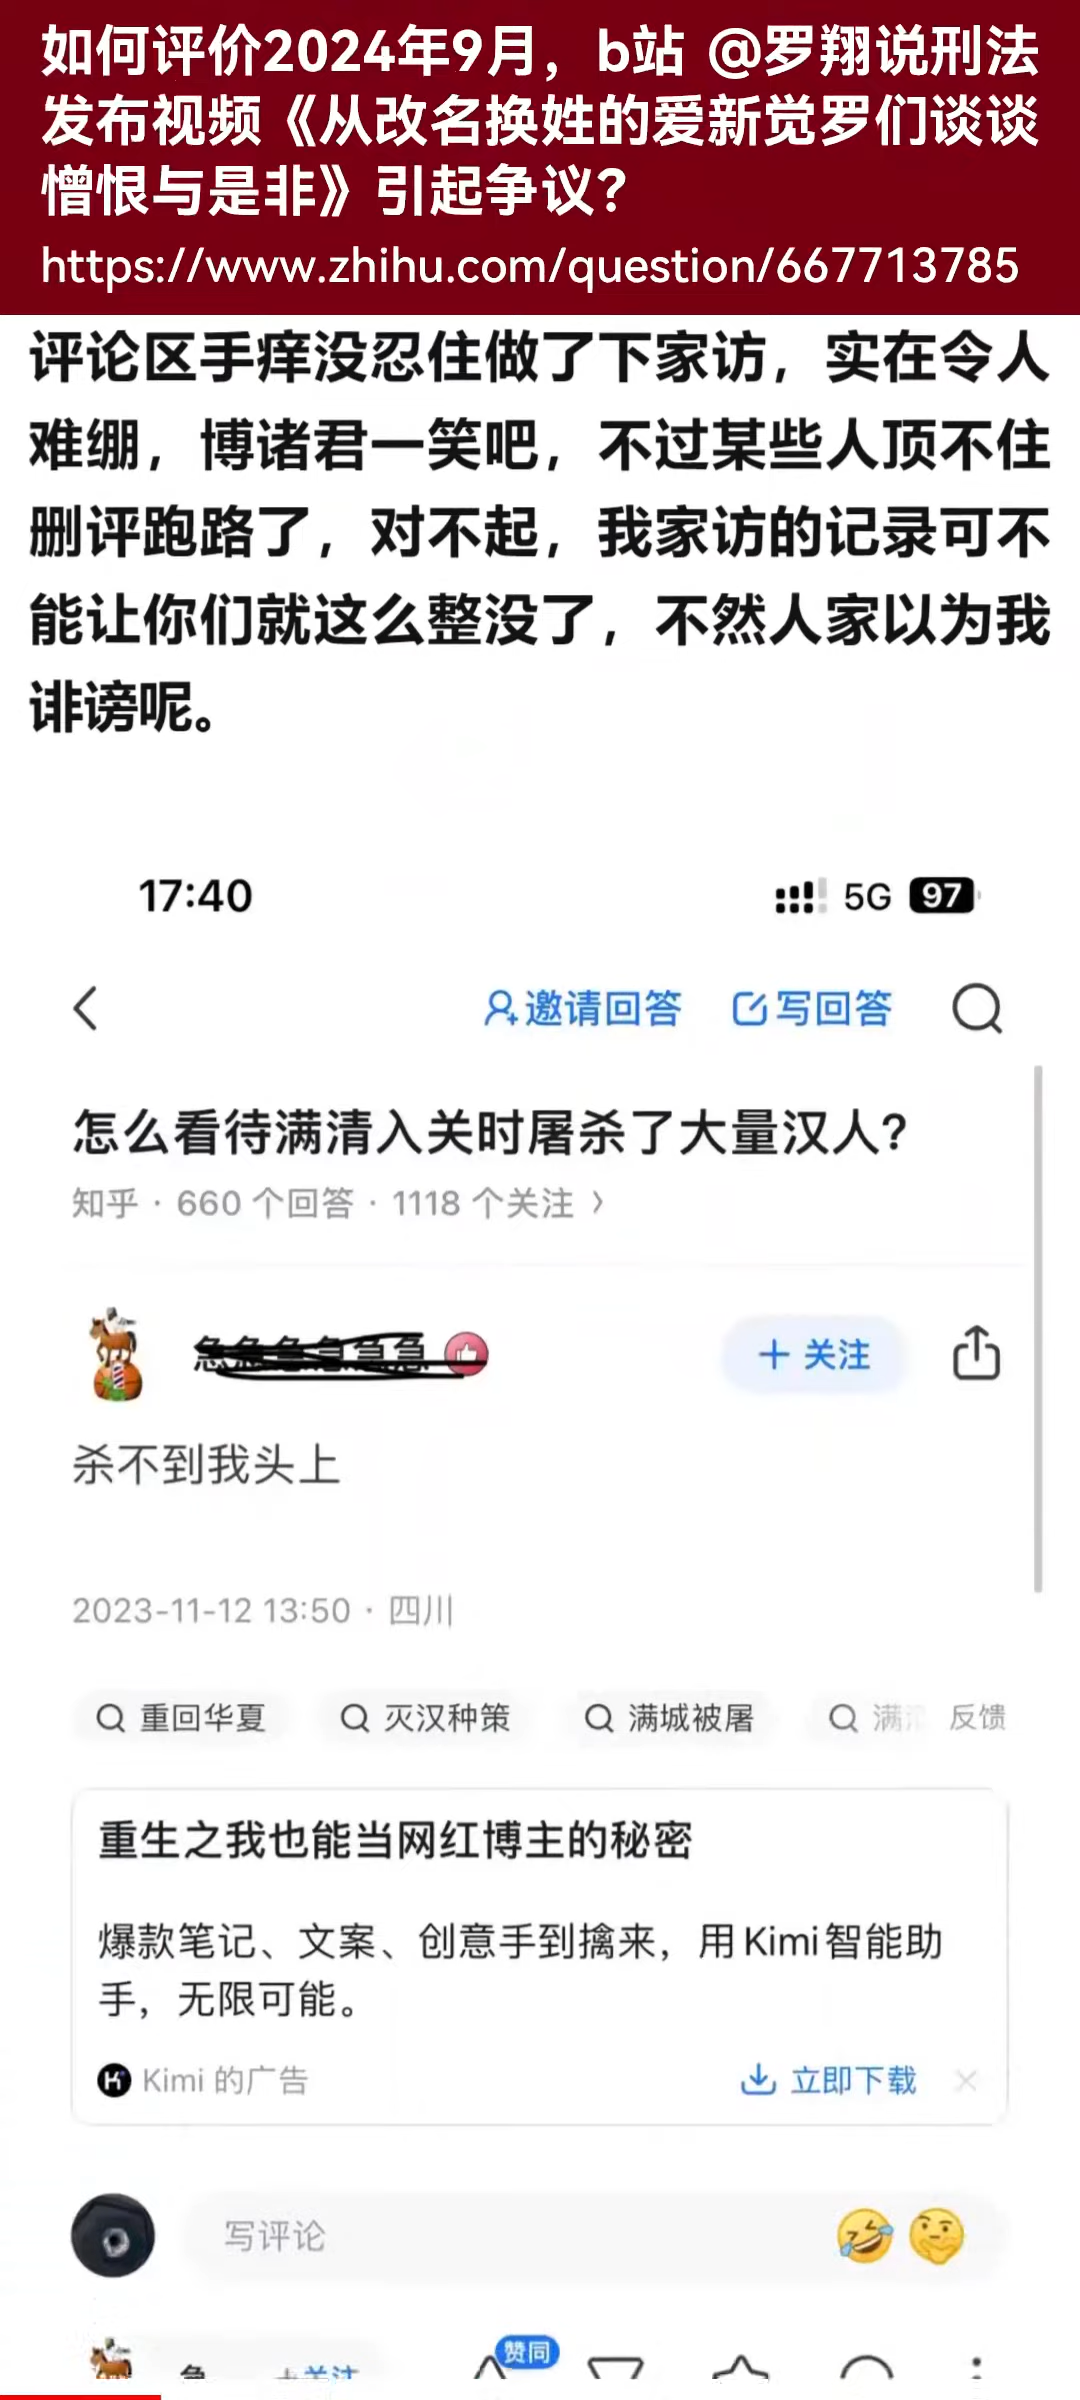 如何评价2024年9月，b站 @罗翔说刑法
发布视频《从改名换姓的爱新觉罗们谈谈
憎恨与是非》引起争议？
https://www.zhihu.com/question/667713785
评论区手痒没忍住做了下家访，实在令人
难绷，博诸君一笑吧，不过某些人顶不住
删评跑路了，对不起，我家访的记录可不
能让你们就这么整没了，不然人家以为我
诽谤呢。
17:40
5G 97
邀请回答 写回答
怎么看待满清入关时屠杀了大量汉人？
知乎 · 660 个回答 · 1118 个关注 >
+ 关注
杀不到我头上
2023-11-12 13:50 · 四川
重回华夏 灭汉种策 满城被屠 满清 反馈
重生之我也能当网红博主的秘密
爆款笔记、文案、创意手到擒来，用Kimi智能助
手，无限可能。
Kimi 的广告 立即下载
写评论
赞同